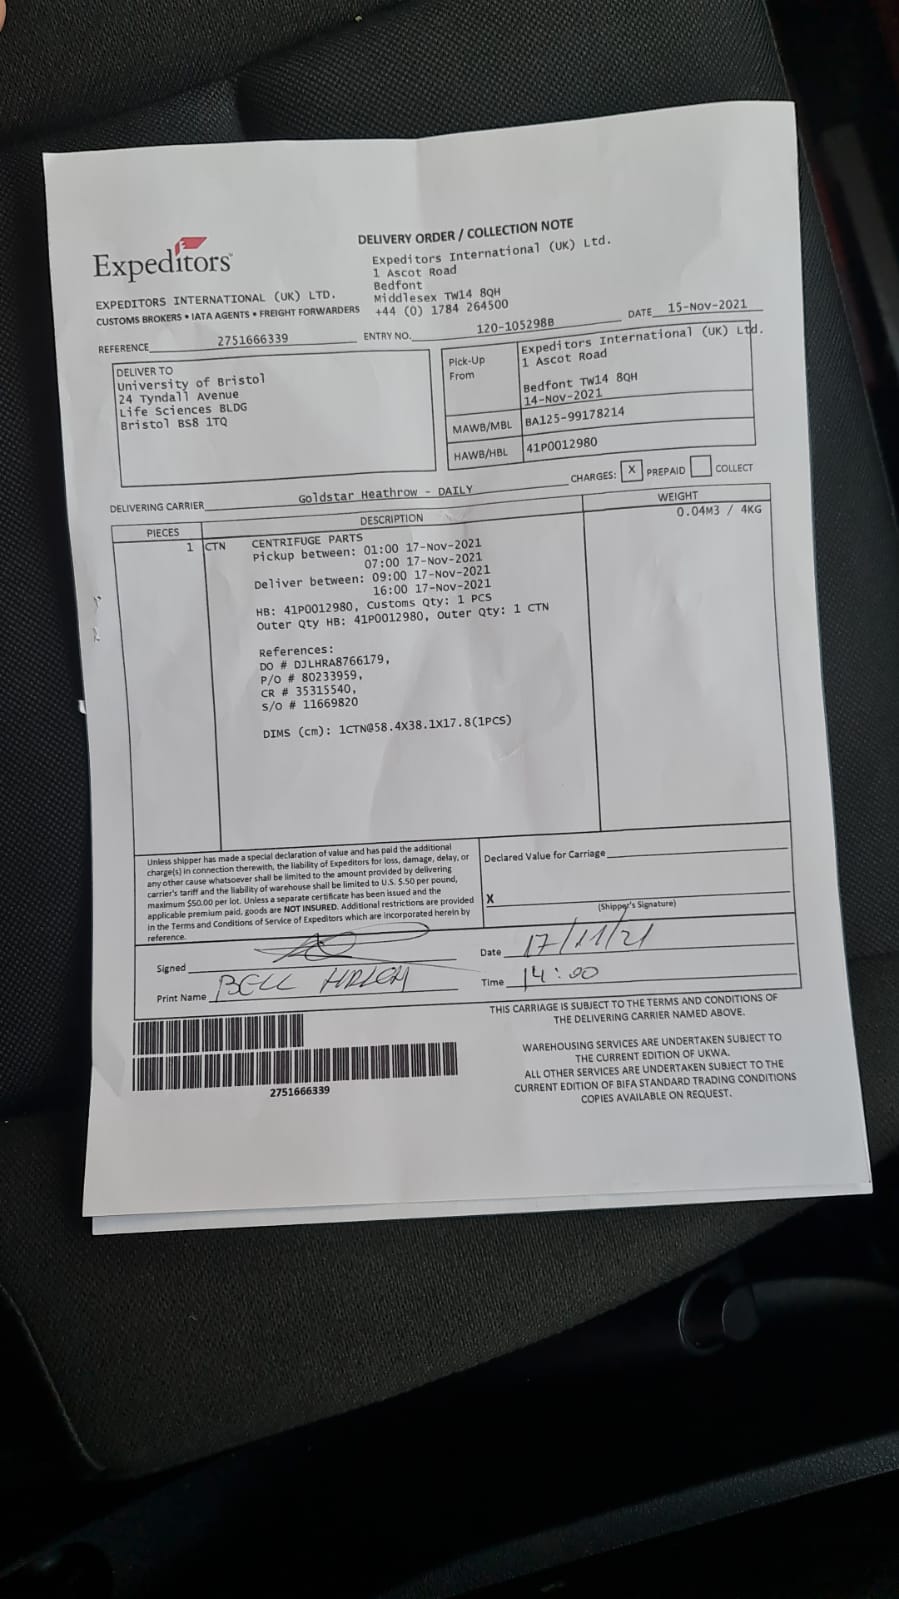 DELIVERY ORDER / COLLECTION NOTE
Expeditors
Expeditors International (UK) Ltd.
1 Ascot Road
Bedfont
Middlesex TW14 8QH
+44 (0) 1784 264500
EXPEDITORS INTERNATIONAL (UK) LTD.
CUSTOMS BROKERS • IATA AGENTS • FREIGHT FORWARDERS
REFERENCE 2751666339 ENTRY NO. 120-105298B DATE 15-Nov-2021
DELIVER TO
University of Bristol
24 Tyndall Avenue
Life Sciences BLDG
Bristol BS8 1TQ
Pick-Up From
Expeditors International (UK) Ltd.
1 Ascot Road
Bedfont TW14 8QH
14-Nov-2021
MAWB/MBL BA125-99178214
HAWB/HBL 41P0012980
CHARGES: X PREPAID COLLECT
DELIVERING CARRIER Goldstar Heathrow - DAILY
PIECES DESCRIPTION WEIGHT
1 CTN CENTRIFUGE PARTS 0.04M3 / 4KG
Pickup between: 01:00 17-Nov-2021
07:00 17-Nov-2021
Deliver between: 09:00 17-Nov-2021
16:00 17-Nov-2021
HB: 41P0012980, Customs Qty: 1 PCS
Outer Qty HB: 41P0012980, Outer Qty: 1 CTN
References:
DO # DJLHRA8766179,
P/O # 80233959,
CR # 35315540,
S/O # 11669820
DIMS (cm): 1CTN@58.4X38.1X17.8(1PCS)
Unless shipper has made a special declaration of value and has paid the additional
charge(s) in connection therewith, the liability of Expeditors for loss, damage, delay, or
any other cause whatsoever shall be limited to the amount provided by delivering
carrier's tariff and the liability of warehouse shall be limited to U.S. $.50 per pound,
maximum $50.00 per lot. Unless a separate certificate has been issued and the
applicable premium paid, goods are NOT INSURED. Additional restrictions are provided
in the Terms and Conditions of Service of Expeditors which are incorporated herein by
reference.
Declared Value for Carriage
X
(Shipper's Signature)
Signed
Date 17/11/21
Print Name BELL
Time 14:00
THIS CARRIAGE IS SUBJECT TO THE TERMS AND CONDITIONS OF
THE DELIVERING CARRIER NAMED ABOVE.
WAREHOUSING SERVICES ARE UNDERTAKEN SUBJECT TO
THE CURRENT EDITION OF UKWA.
ALL OTHER SERVICES ARE UNDERTAKEN SUBJECT TO THE
CURRENT EDITION OF BIFA STANDARD TRADING CONDITIONS
COPIES AVAILABLE ON REQUEST.
2751666339